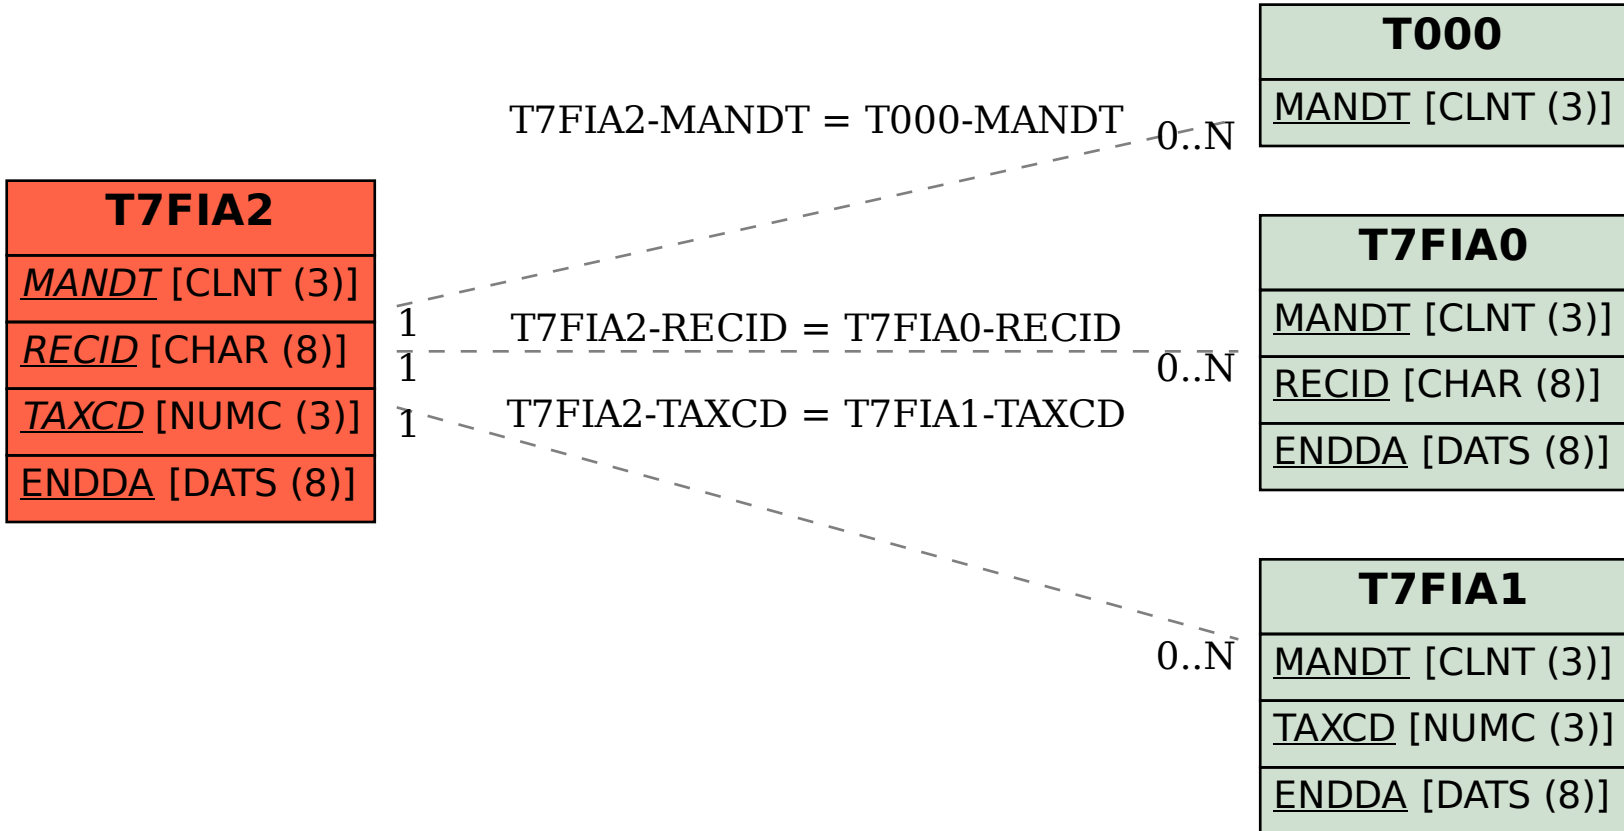 T7FIA2
MANDT [CLNT (3)]
RECID [CHAR (8)]
TAXCD [NUMC (3)]
ENDDA [DATS (8)]
T7FIA2-MANDT = T000-MANDT
1
0..N
T7FIA2-RECID = T7FIA0-RECID
1
0..N
T7FIA2-TAXCD = T7FIA1-TAXCD
1
0..N
T000
MANDT [CLNT (3)]
T7FIA0
MANDT [CLNT (3)]
RECID [CHAR (8)]
ENDDA [DATS (8)]
T7FIA1
MANDT [CLNT (3)]
TAXCD [NUMC (3)]
ENDDA [DATS (8)]